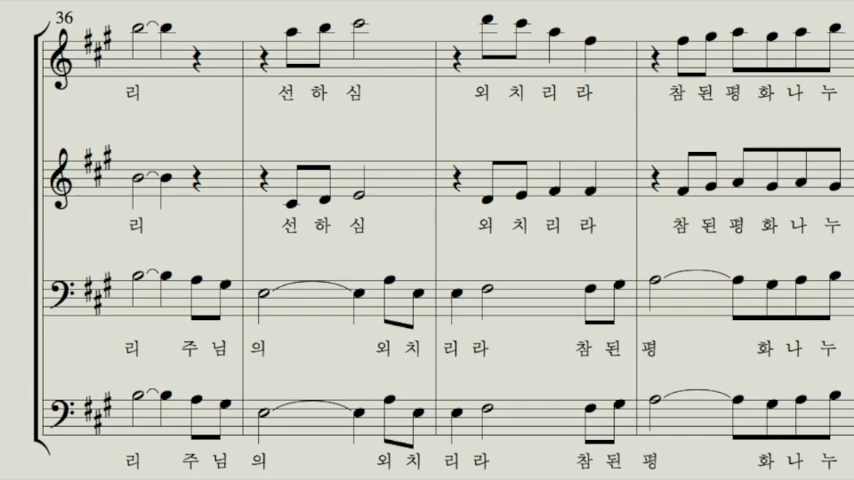 36
리 선 하 심 외 치 리 라 참 된 평 화 나 누
리 선 하 심 외 치 리 라 참 된 평 화 나 누
리 주 님 의 외 치 리 라 참 된 평 화 나 누
리 주 님 의 외 치 리 라 참 된 평 화 나 누